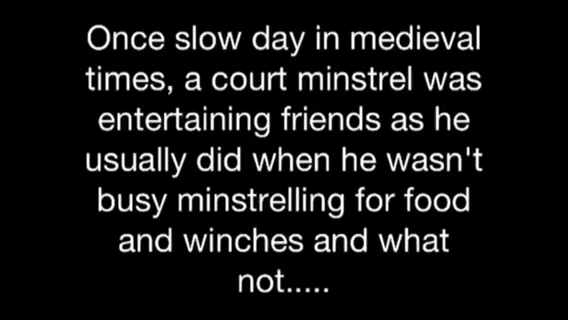 Once slow day in medieval
times, a court minstrel was
entertaining friends as he
usually did when he wasn't
busy minstrelling for food
and winches and what
not.....